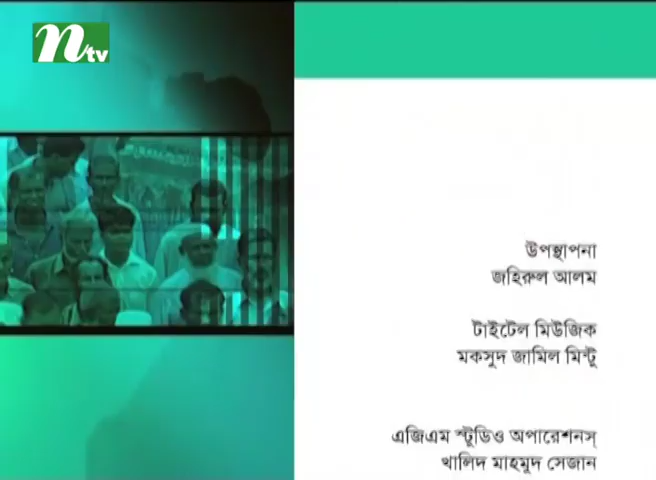 ntv
উপস্থাপনা
জহিরুল আলম
টাইটেল মিউজিক
মকসুদ জামিল মিন্টু
এজিএম স্টুডিও অপারেশনস্
খালিদ মাহমুদ সেজান